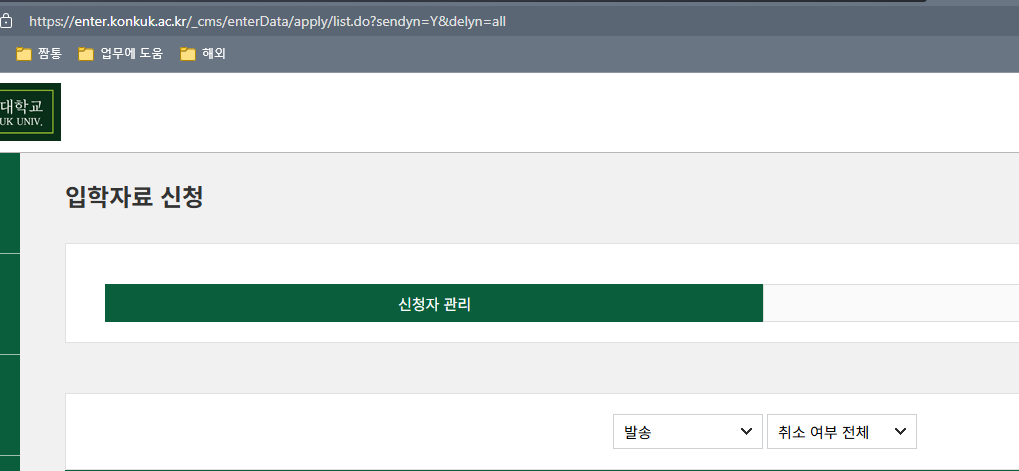 https://enter.konkuk.ac.kr/_cms/enterData/apply/list.do?sendyn=Y&delyn=all
짬통 업무에 도움 해외
대학교
UK UNIV.
입학자료 신청
신청자 관리
발송 취소 여부 전체